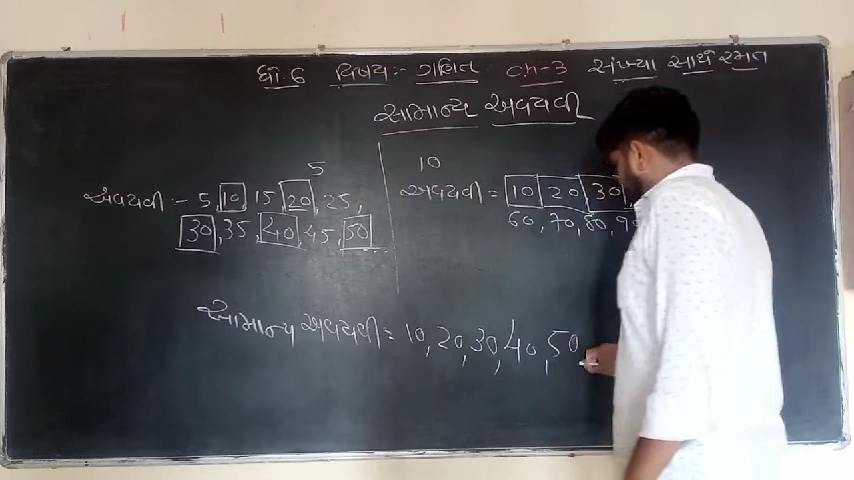 ધો. 6 વિષય:- ગણિત ch-3 સંખ્યા સાથે રમત
સામાન્ય અવયવી
5
અવયવી:- 5, 10, 15, 20, 25,
30, 35, 40, 45, 50 ...
10
અવયવી = 10 20 30
60, 70, 80, 90
સામાન્ય અવયવી = 10, 20, 30, 40, 50